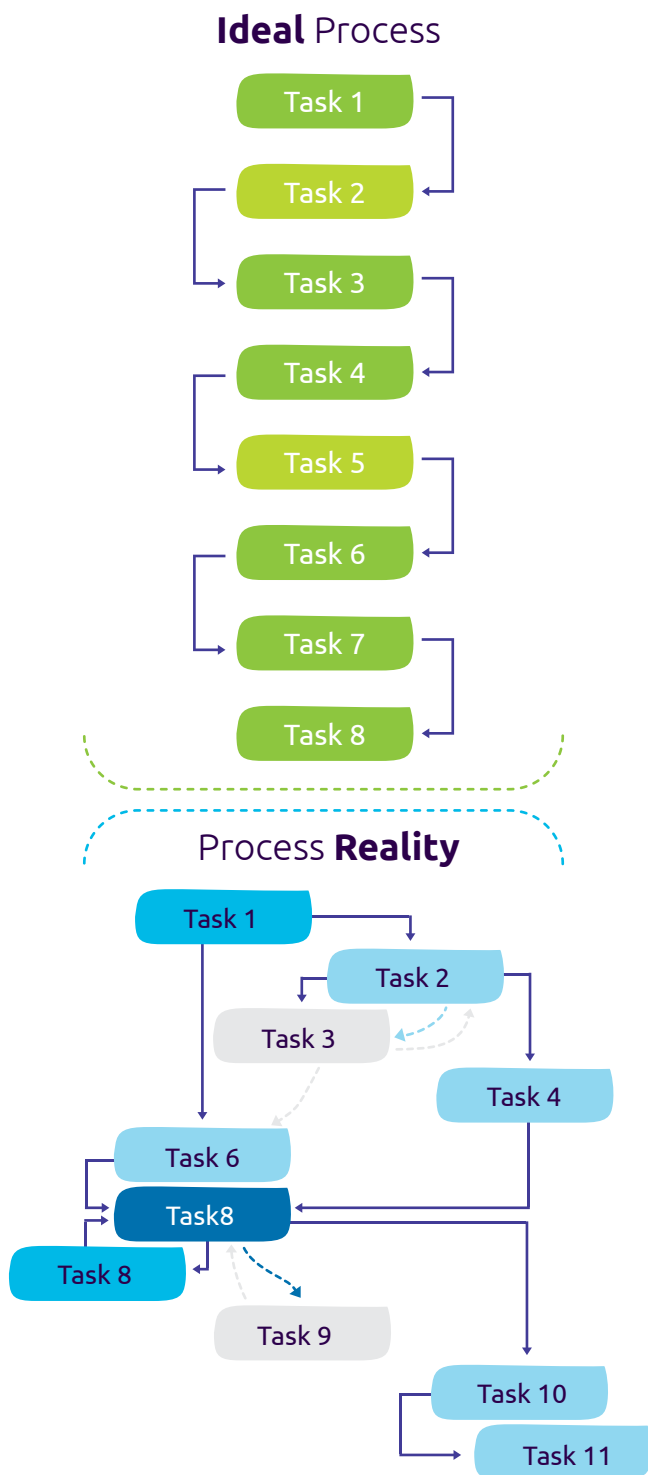 Ideal Process
Task 1
Task 2
Task 3
Task 4
Task 5
Task 6
Task 7
Task 8
Process Reality
Task 1
Task 2
Task 3
Task 4
Task 6
Task8
Task 8
Task 9
Task 10
Task 11